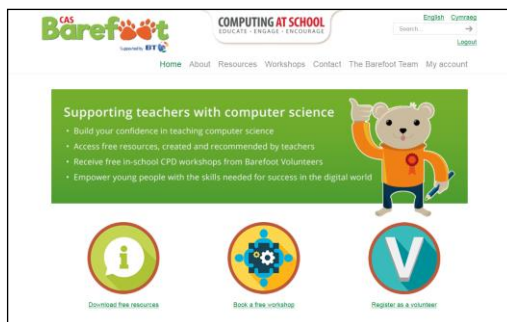 CAS
Barefoot
Supported by BT
COMPUTING AT SCHOOL
EDUCATE · ENGAGE · ENCOURAGE
English Cymraeg
Search...
Logout
Home About Resources Workshops Contact The Barefoot Team My account
Supporting teachers with computer science
• Build your confidence in teaching computer science
• Access free resources, created and recommended by teachers
• Receive free in-school CPD workshops from Barefoot Volunteers
• Empower young people with the skills needed for success in the digital world
i
V
Download free resources
Book a free workshop
Register as a volunteer